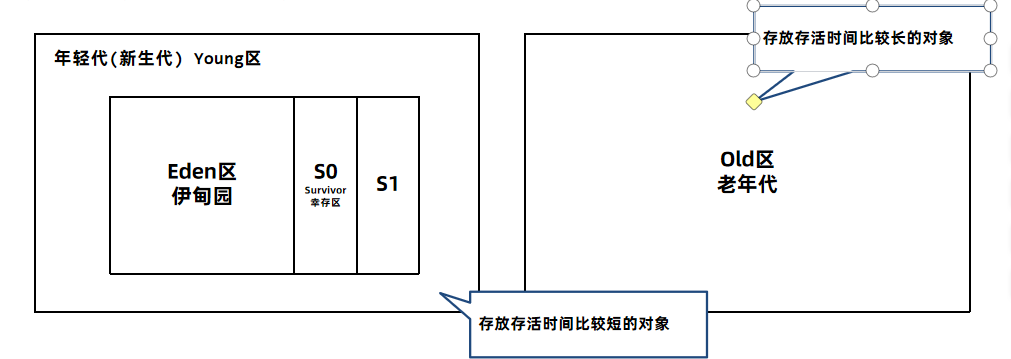 年轻代(新生代) Young区
Eden区
伊甸园
S0
Survivor
幸存区
S1
存放存活时间比较短的对象
存放存活时间比较长的对象
Old区
老年代